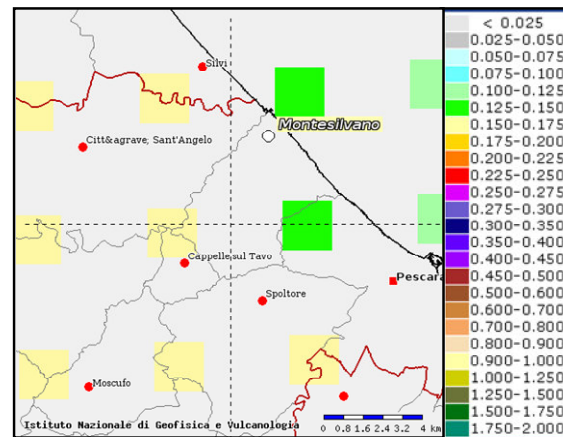 Silvi
Montesilvano
Citt&agrave; Sant'Angelo
Cappelle sul Tavo
Pescara
Spoltore
Moscufo
Istituto Nazionale di Geofisica e Vulcanologia
0 0.8 1.6 2.4 3.2 4 km
< 0.025
0.025-0.050
0.050-0.075
0.075-0.100
0.100-0.125
0.125-0.150
0.150-0.175
0.175-0.200
0.200-0.225
0.225-0.250
0.250-0.275
0.275-0.300
0.300-0.350
0.350-0.400
0.400-0.450
0.450-0.500
0.500-0.600
0.600-0.700
0.700-0.800
0.800-0.900
0.900-1.000
1.000-1.250
1.250-1.500
1.500-1.750
1.750-2.000